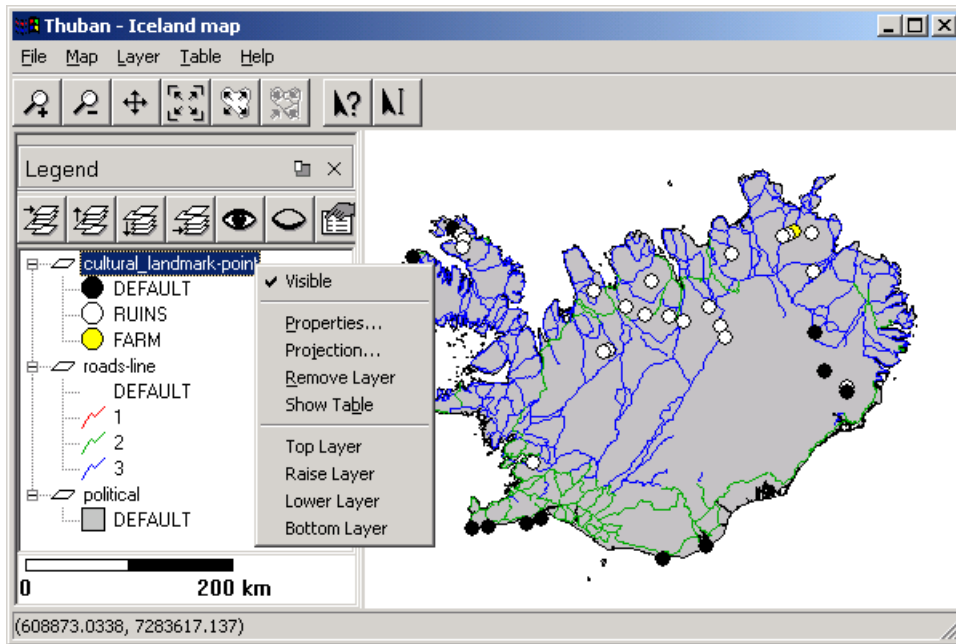 Thuban - Iceland map
File Map Layer Table Help
Legend
cultural_landmark-point
DEFAULT
RUINS
FARM
roads-line
DEFAULT
1
2
3
political
DEFAULT
Visible
Properties...
Projection...
Remove Layer
Show Table
Top Layer
Raise Layer
Lower Layer
Bottom Layer
0 200 km
(608873.0338, 7283617.137)